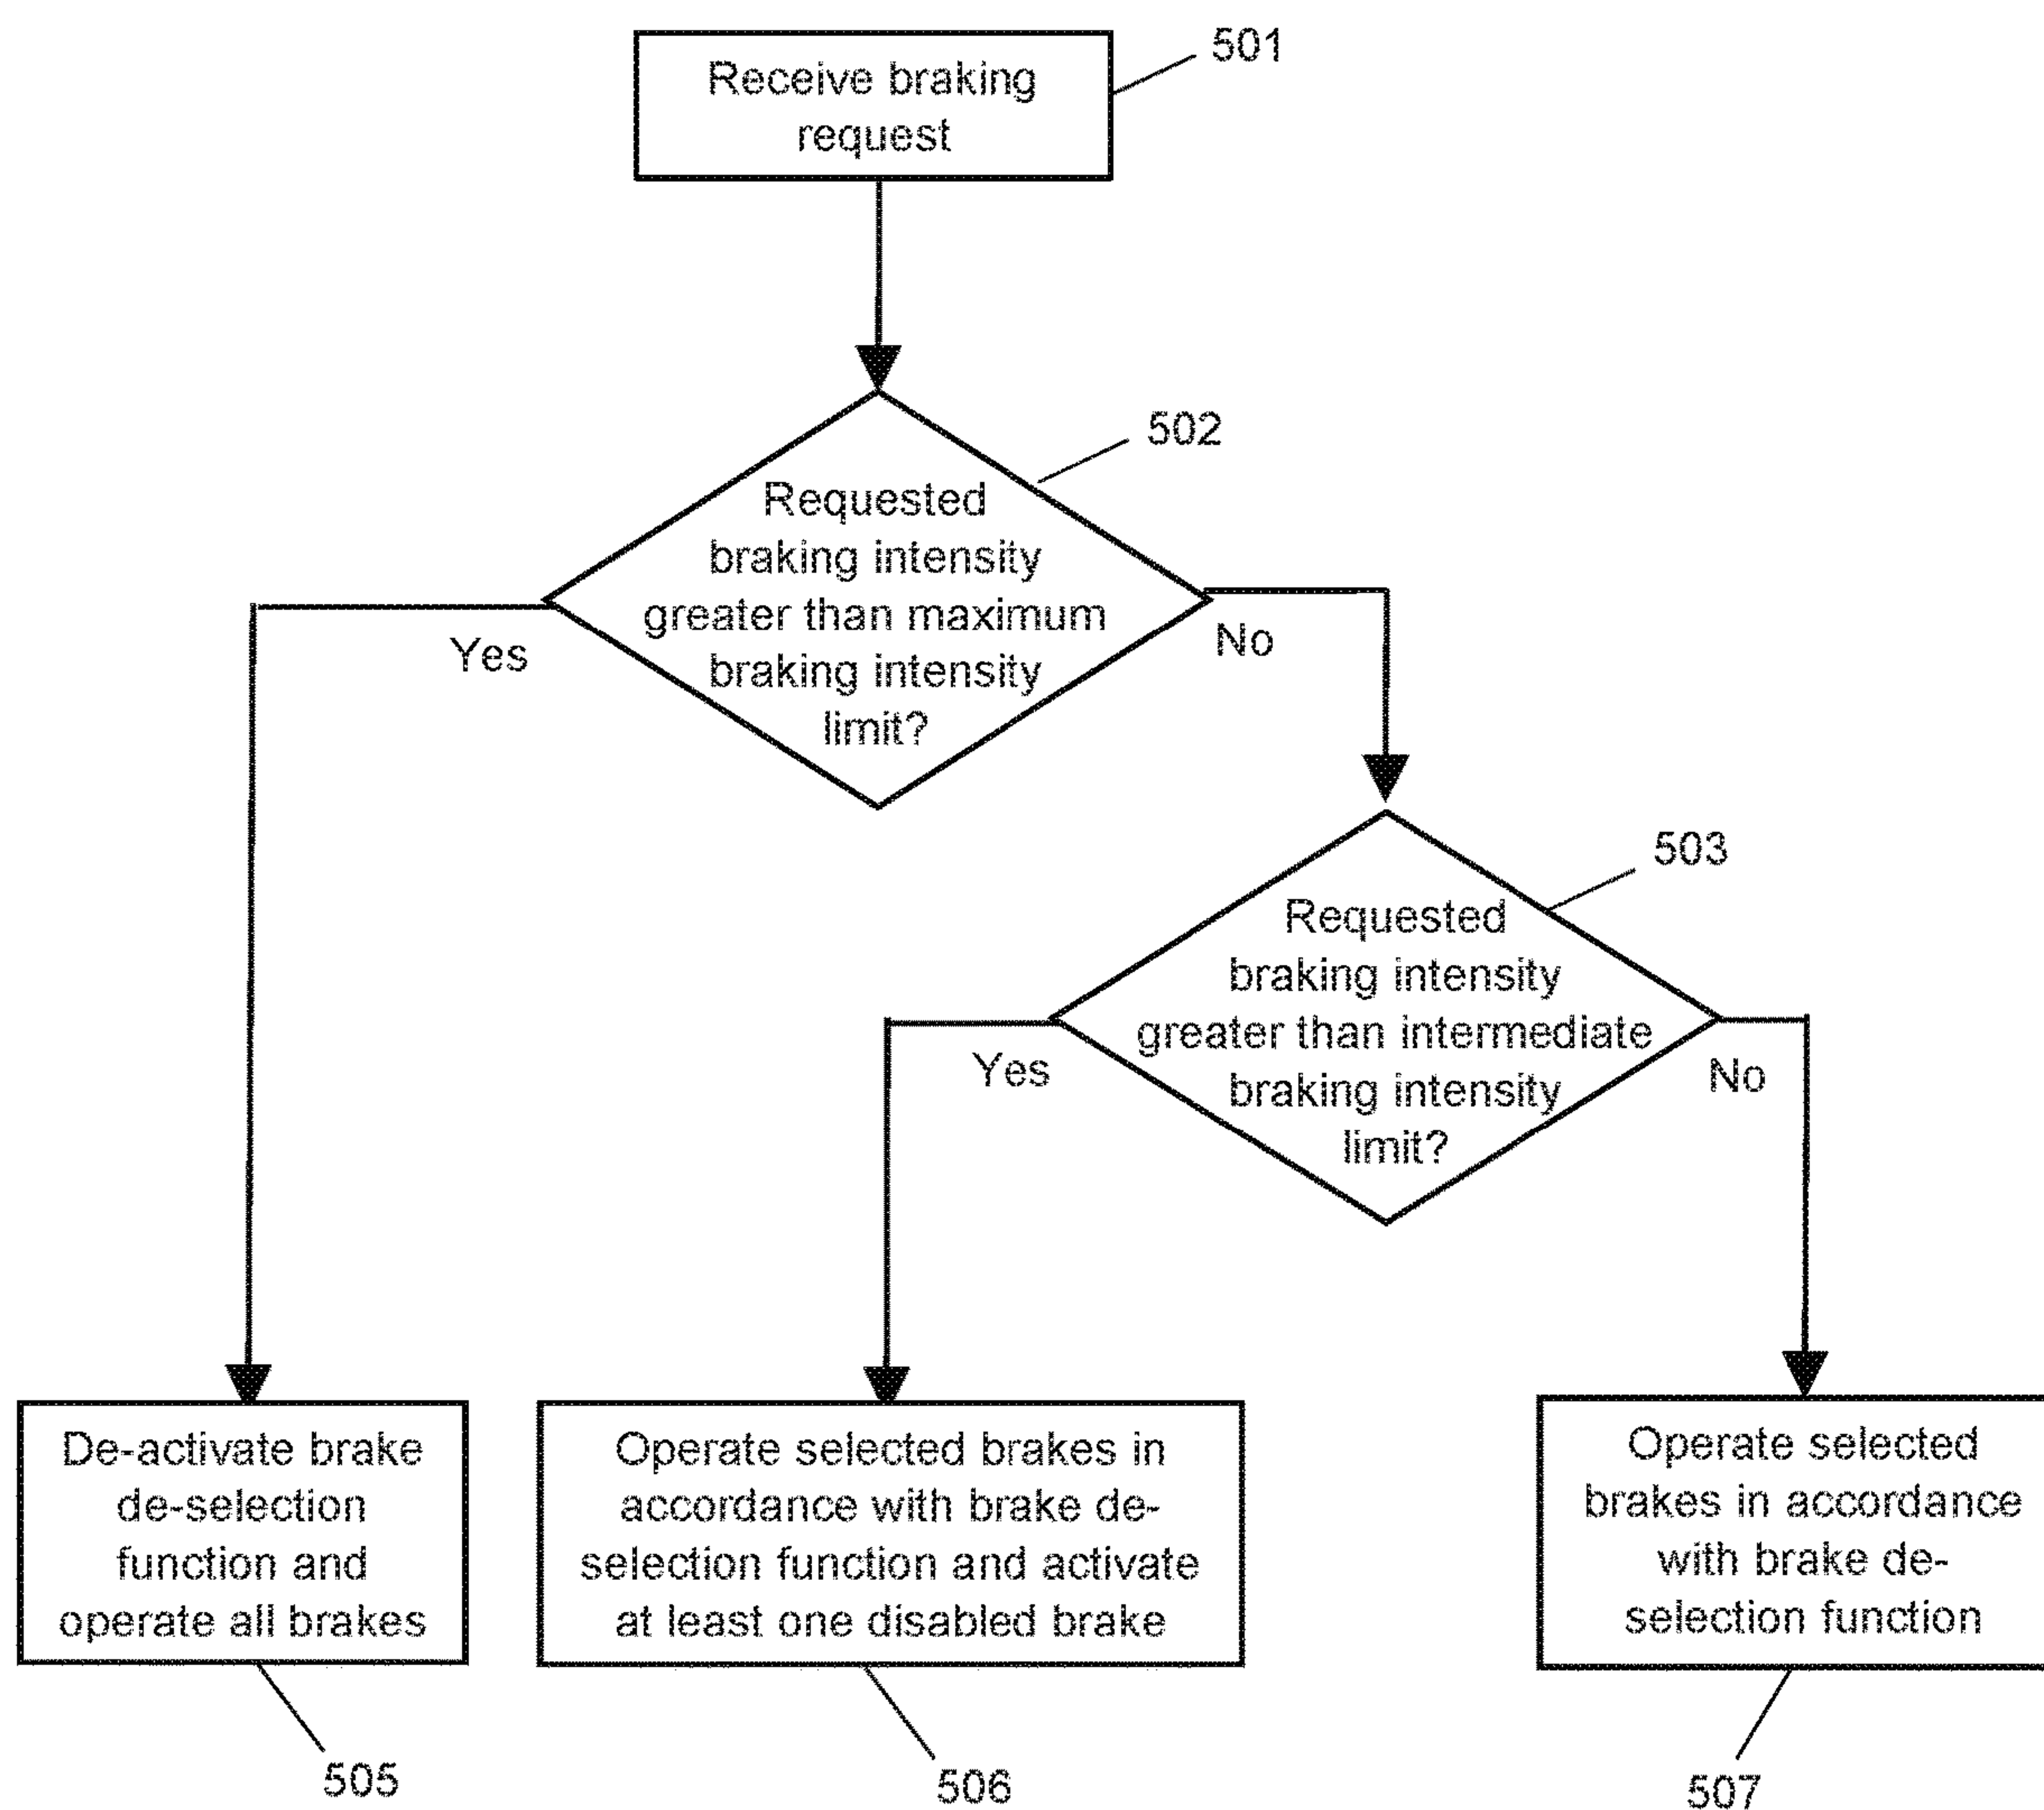 Receive braking
request
501
502
Requested
braking intensity
greater than maximum
braking intensity
limit?
Yes
No
503
Requested
braking intensity
greater than intermediate
braking intensity
limit?
Yes
No
De-activate brake
de-selection
function and
operate all brakes
Operate selected brakes in
accordance with brake de-
selection function and activate
at least one disabled brake
Operate selected
brakes in accordance
with brake de-
selection function
505
506
507